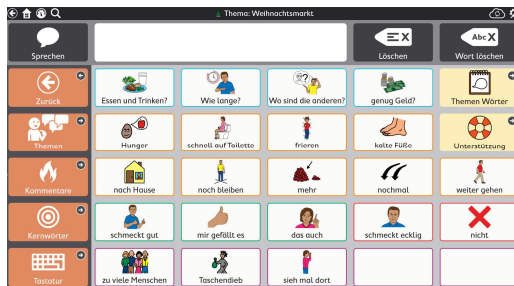 Thema: Weihnachtsmarkt
Sprechen
Löschen
Abc X
Wort löschen
Zurück
Essen und Trinken?
Wie lange?
Wo sind die anderen?
genug Geld?
Themen Wörter
Themen
Hunger
schnell auf Toilette
frieren
kalte Füße
Unterstützung
Kommentare
nach Hause
noch bleiben
mehr
nochmal
weiter gehen
Kernwörter
schmeckt gut
mir gefällt es
das auch
schmeckt ecklig
nicht
Tastatur
zu viele Menschen
Taschendieb
sieh mal dort